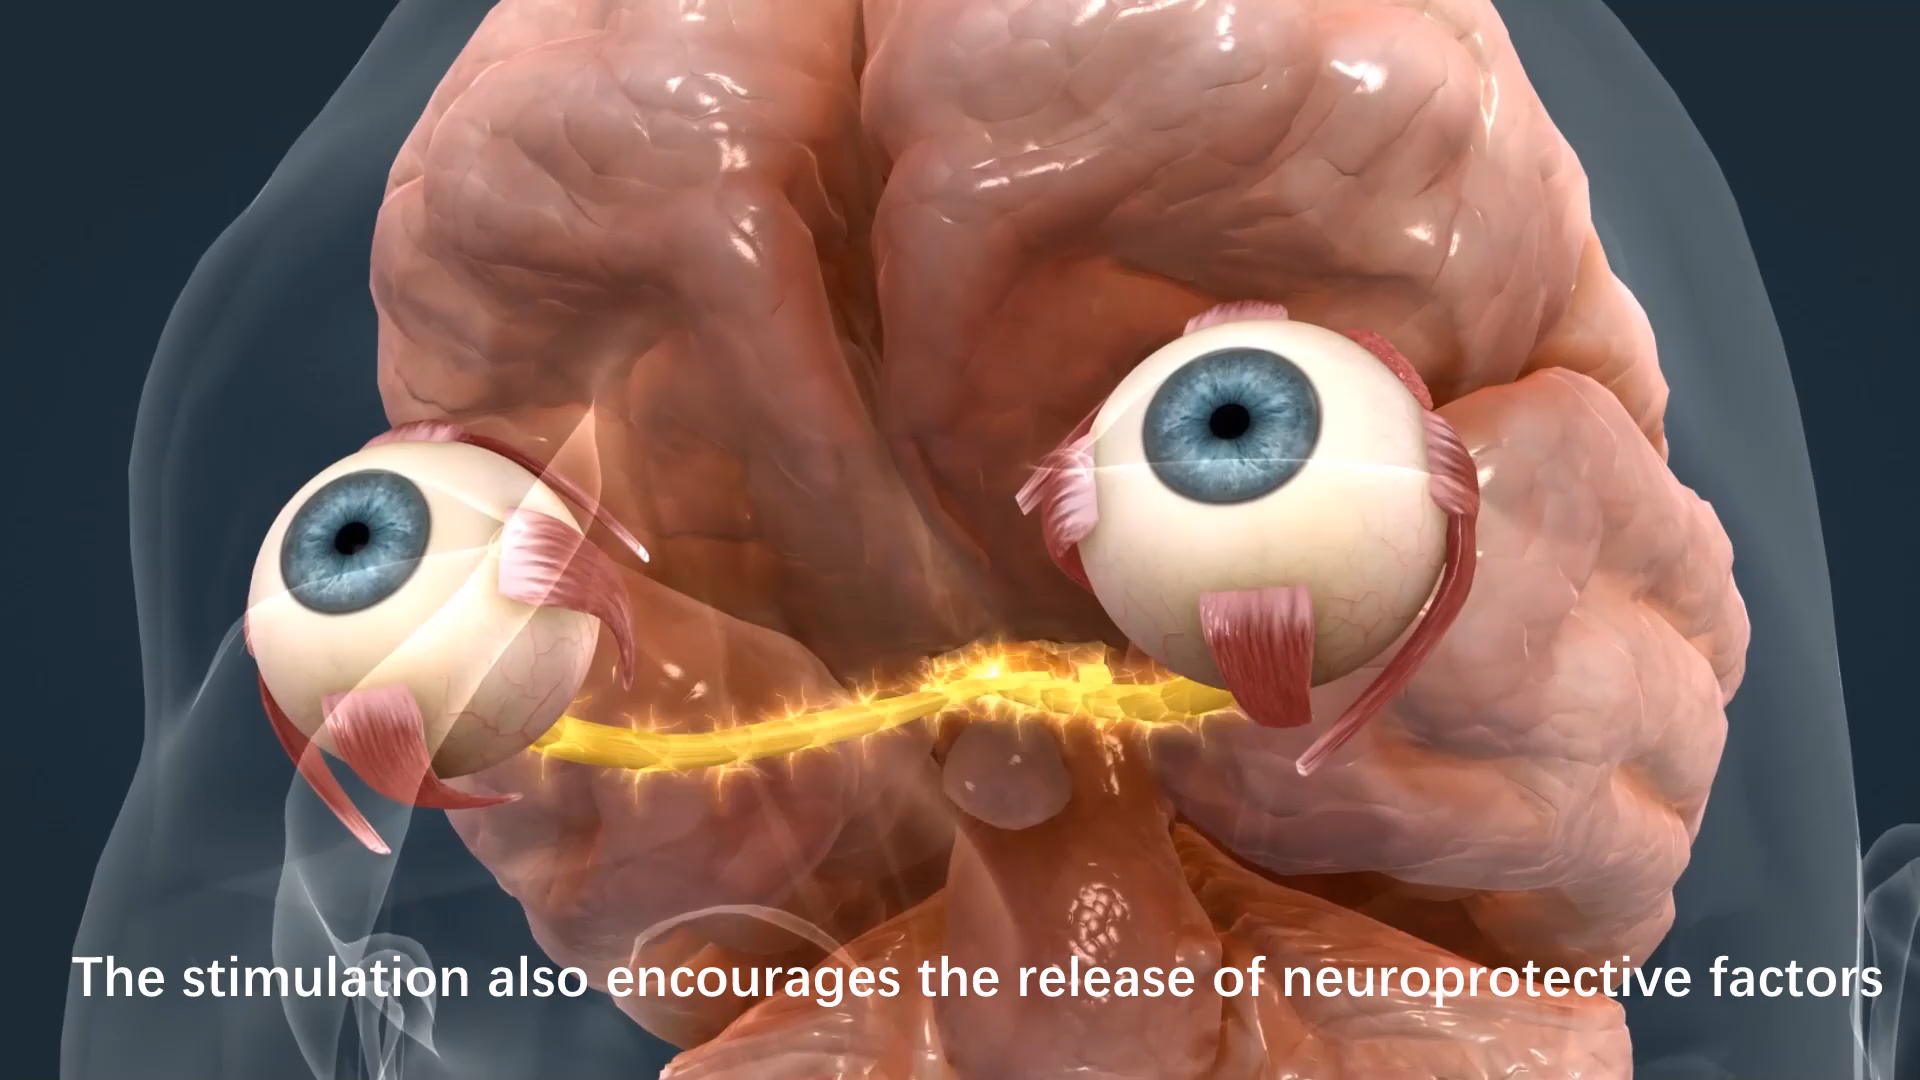 The stimulation also encourages the release of neuroprotective factors